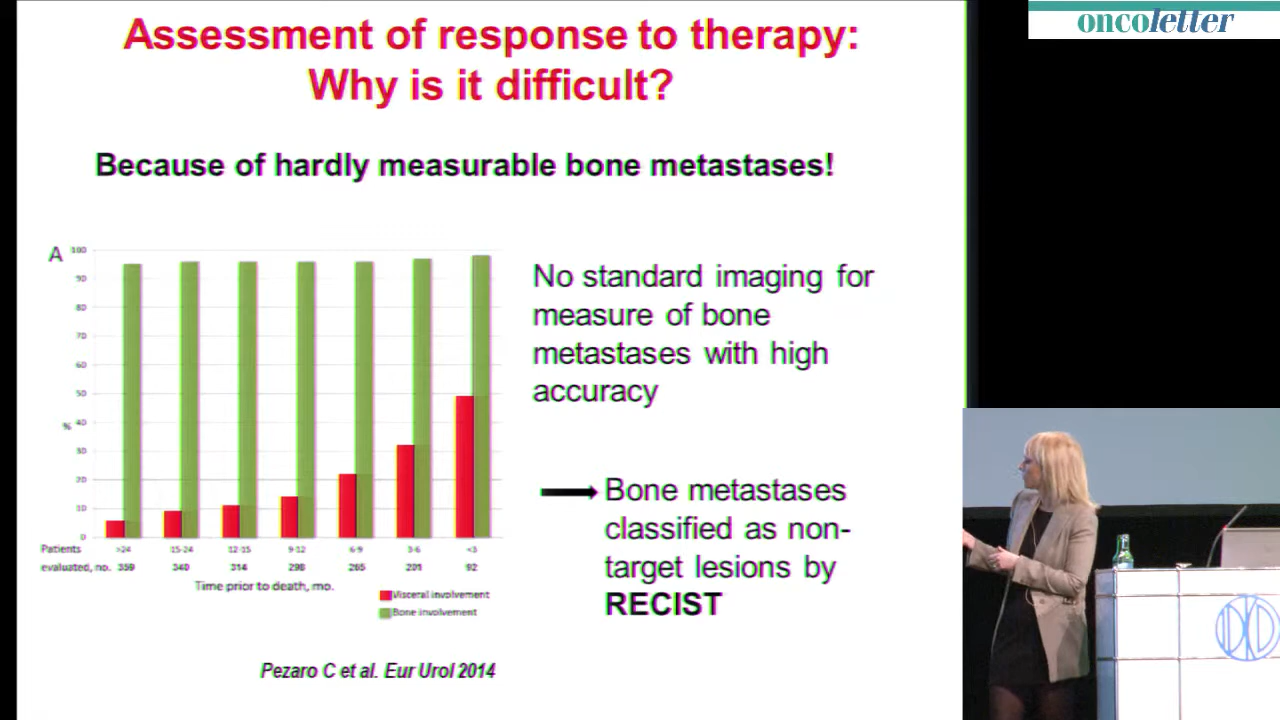 oncoletter
Assessment of response to therapy:
Why is it difficult?
Because of hardly measurable bone metastases!
A
100
90
80
70
60
50
% 40
30
20
10
0
Patients >24 15-24 12-15 9-12 6-9 3-6 <3
evaluated, no. 359 340 314 298 265 201 92
Time prior to death, mo.
Visceral involvement
Bone involvement
No standard imaging for
measure of bone
metastases with high
accuracy
Bone metastases
classified as non-
target lesions by
RECIST
Pezaro C et al. Eur Urol 2014